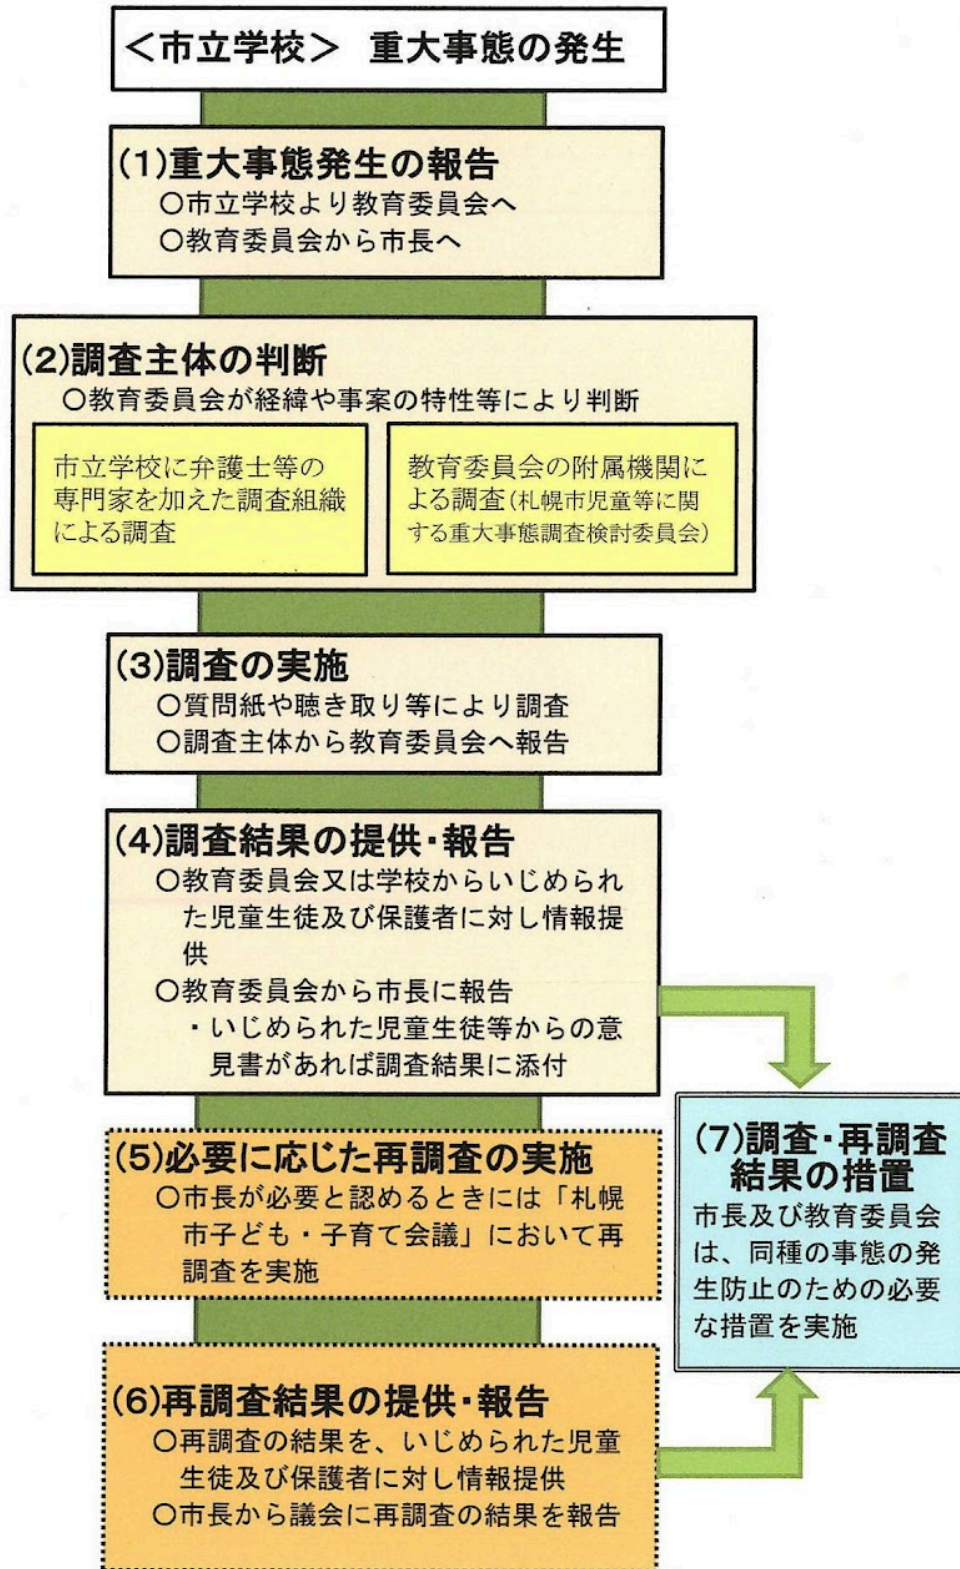 ＜市立学校＞ 重大事態の発生
(1)重大事態発生の報告
○市立学校より教育委員会へ
○教育委員会から市長へ
(2)調査主体の判断
○教育委員会が経緯や事案の特性等により判断
市立学校に弁護士等の
専門家を加えた調査組織
による調査
教育委員会の附属機関に
よる調査(札幌市児童等に関
する重大事態調査検討委員会)
(3)調査の実施
○質問紙や聴き取り等により調査
○調査主体から教育委員会へ報告
(4)調査結果の提供・報告
○教育委員会又は学校からいじめられ
た児童生徒及び保護者に対し情報提
供
○教育委員会から市長に報告
・いじめられた児童生徒等からの意
見書があれば調査結果に添付
(5)必要に応じた再調査の実施
○市長が必要と認めるときには「札幌
市子ども・子育て会議」において再
調査を実施
(6)再調査結果の提供・報告
○再調査の結果を、いじめられた児童
生徒及び保護者に対し情報提供
○市長から議会に再調査の結果を報告
(7)調査・再調査
結果の措置
市長及び教育委員会
は、同種の事態の発
生防止のための必要
な措置を実施